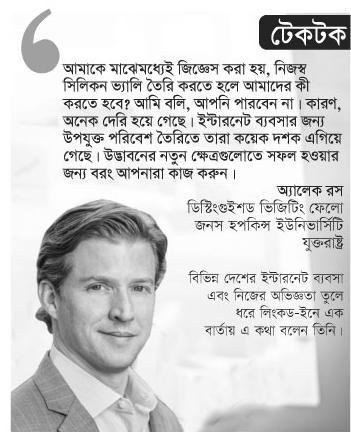 টেকটক
আমাকে মাঝেমধ্যেই জিজ্ঞেস করা হয়, নিজস্ব
সিলিকন ভ্যালি তৈরি করতে হলে আমাদের কী
করতে হবে? আমি বলি, আপনি পারবেন না। কারণ,
অনেক দেরি হয়ে গেছে। ইন্টারনেট ব্যবসার জন্য
উপযুক্ত পরিবেশ তৈরিতে তারা কয়েক দশক এগিয়ে
গেছে। উদ্ভাবনের নতুন ক্ষেত্রগুলোতে সফল হওয়ার
জন্য বরং আপনারা কাজ করুন।
অ্যালেক রস
ডিস্টিংগুইশড ভিজিটিং ফেলো
জনস হপকিন্স ইউনিভার্সিটি
যুক্তরাষ্ট্র
বিভিন্ন দেশের ইন্টারনেট ব্যবসা
এবং নিজের অভিজ্ঞতা তুলে
ধরে লিংকড-ইনে এক
বার্তায় এ কথা বলেন তিনি।